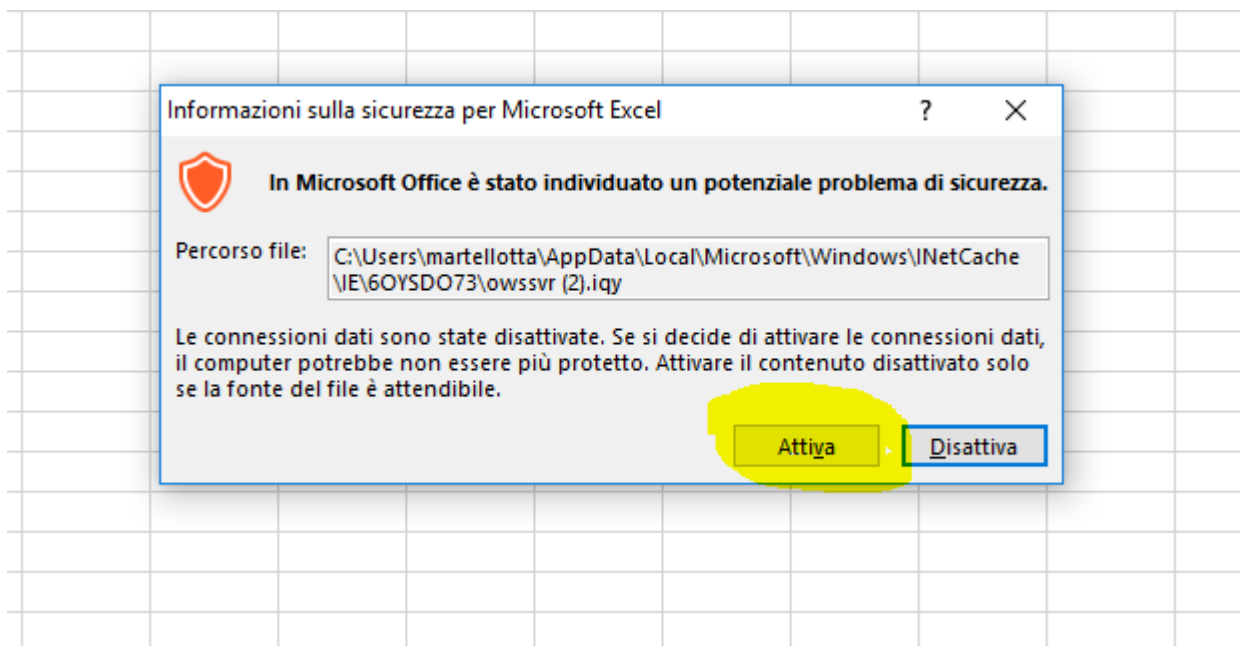 Informazioni sulla sicurezza per Microsoft Excel
In Microsoft Office è stato individuato un potenziale problema di sicurezza.
Percorso file:
C:\Users\martellotta\AppData\Local\Microsoft\Windows\INetCache
\IE\6OYSDO73\owssvr (2).iqy
Le connessioni dati sono state disattivate. Se si decide di attivare le connessioni dati,
il computer potrebbe non essere più protetto. Attivare il contenuto disattivato solo
se la fonte del file è attendibile.
Attiva
Disattiva